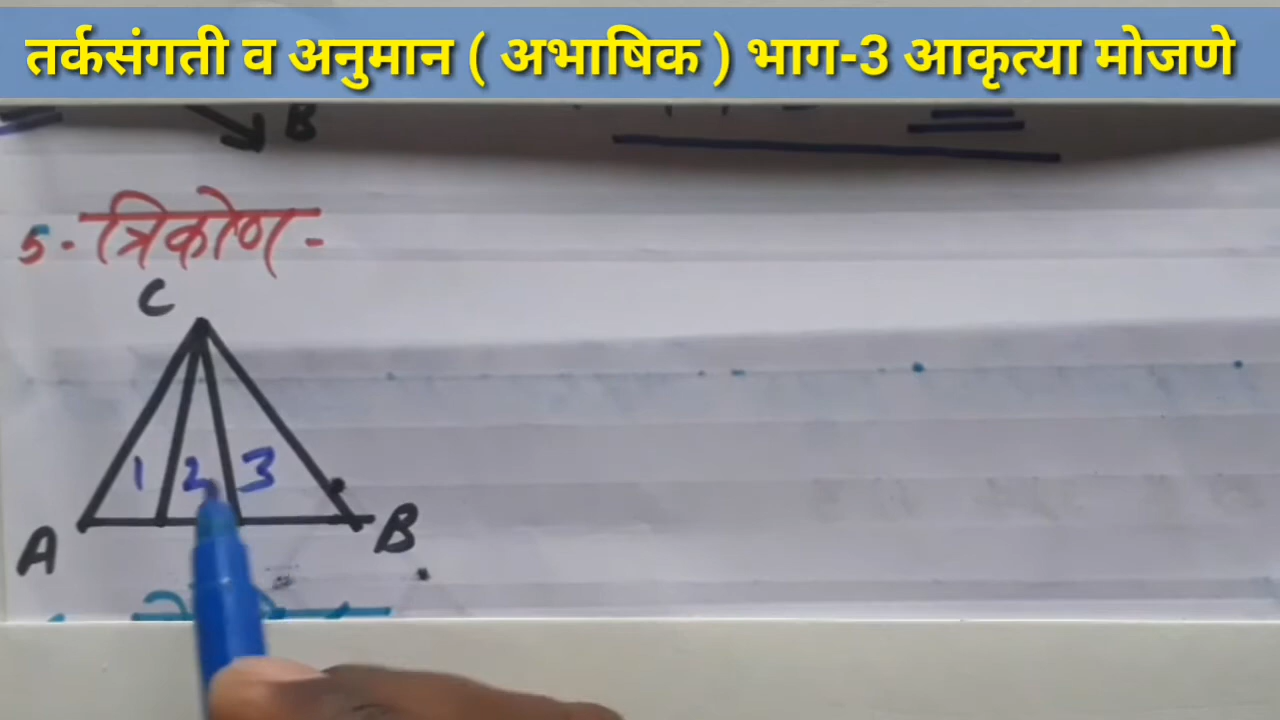 तर्कसंगती व अनुमान ( अभाषिक ) भाग-3 आकृत्या मोजणे
B
5. त्रिकोण -
C
1 2 3
A B